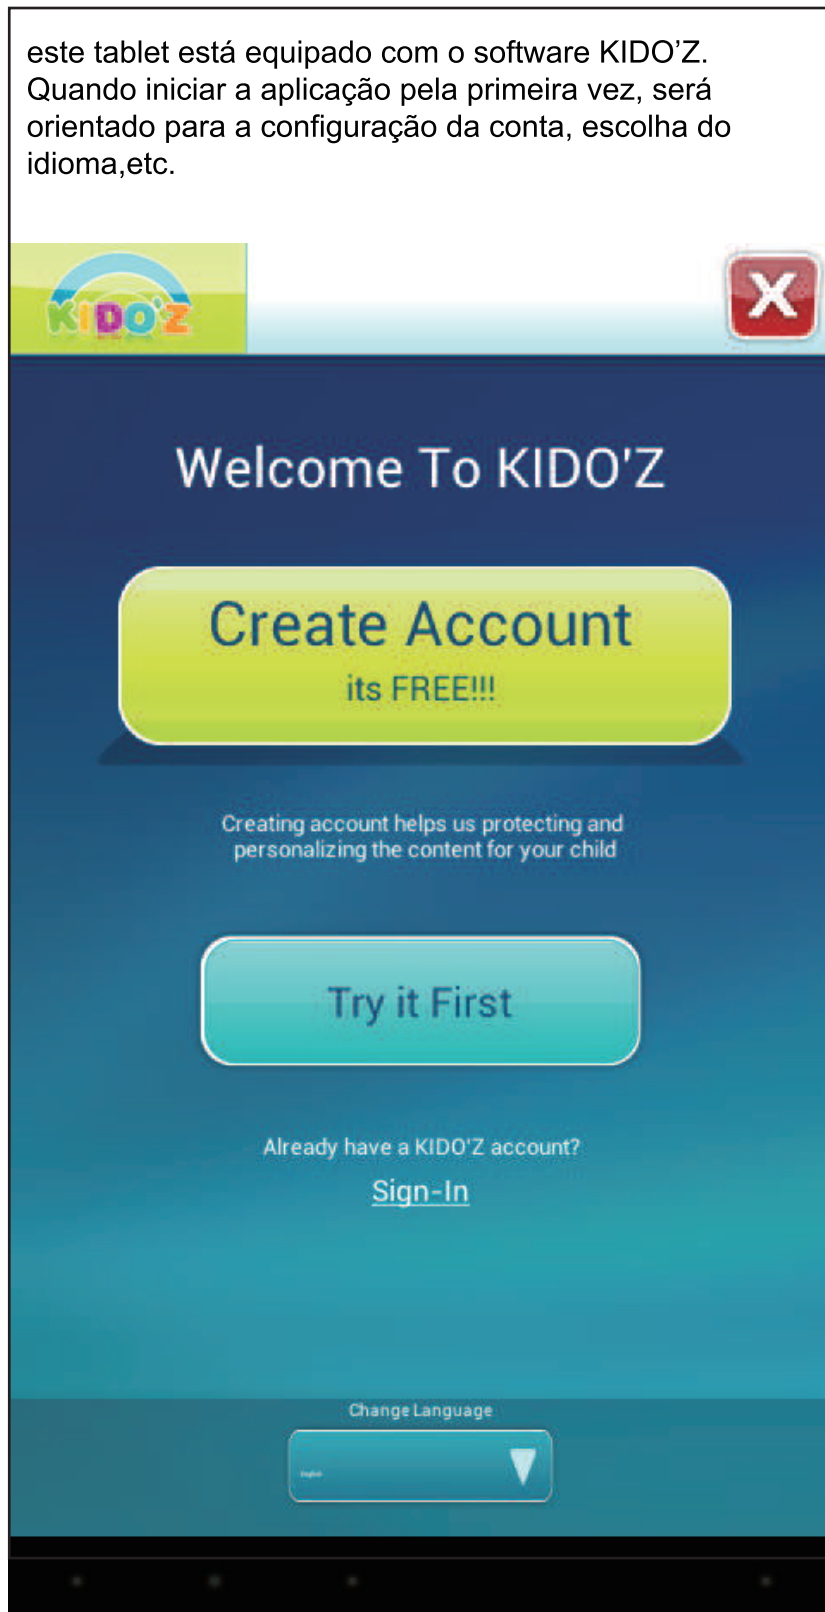 este tablet está equipado com o software KIDO’Z.
Quando iniciar a aplicação pela primeira vez, será
orientado para a configuração da conta, escolha do
idioma,etc.
KIDO'Z
X
Welcome To KIDO'Z
Create Account
its FREE!!!
Creating account helps us protecting and
personalizing the content for your child
Try it First
Already have a KIDO'Z account?
Sign-In
Change Language
English